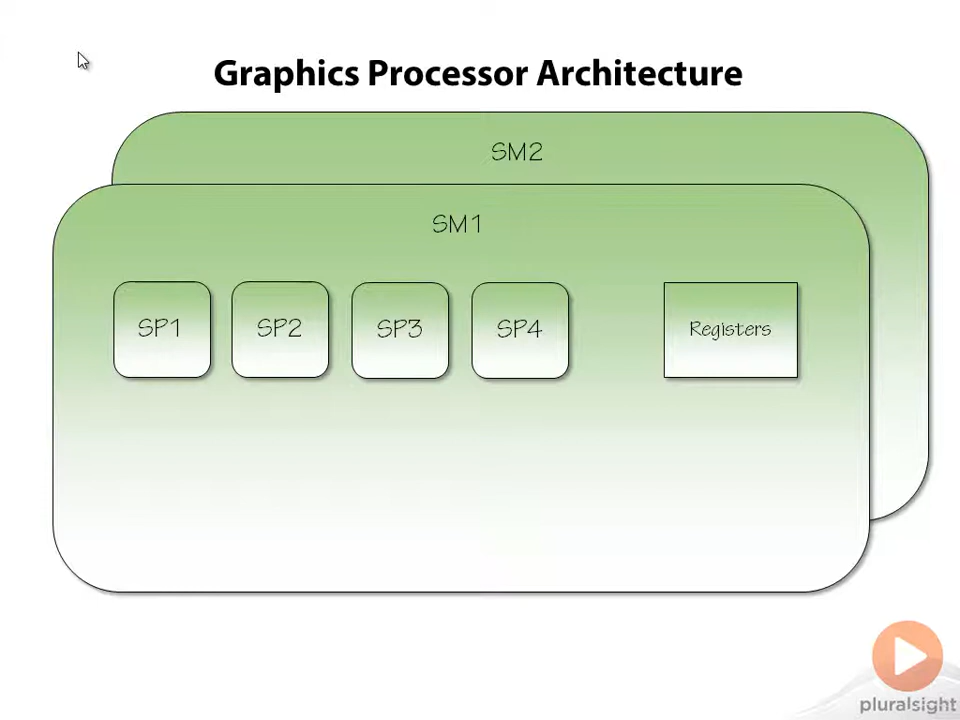 Graphics Processor Architecture
SM2
SM1
SP1 SP2 SP3 SP4 Registers
pluralsight